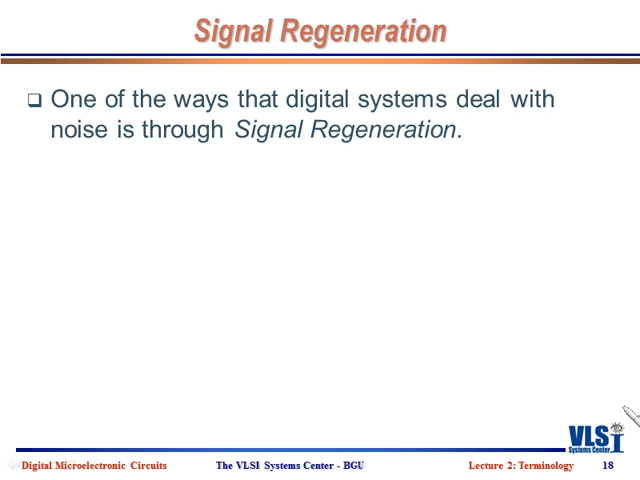 Signal Regeneration
One of the ways that digital systems deal with
noise is through Signal Regeneration.
VLSI
Systems Center
Digital Microelectronic Circuits
The VLSI Systems Center - BGU
Lecture 2: Terminology
18